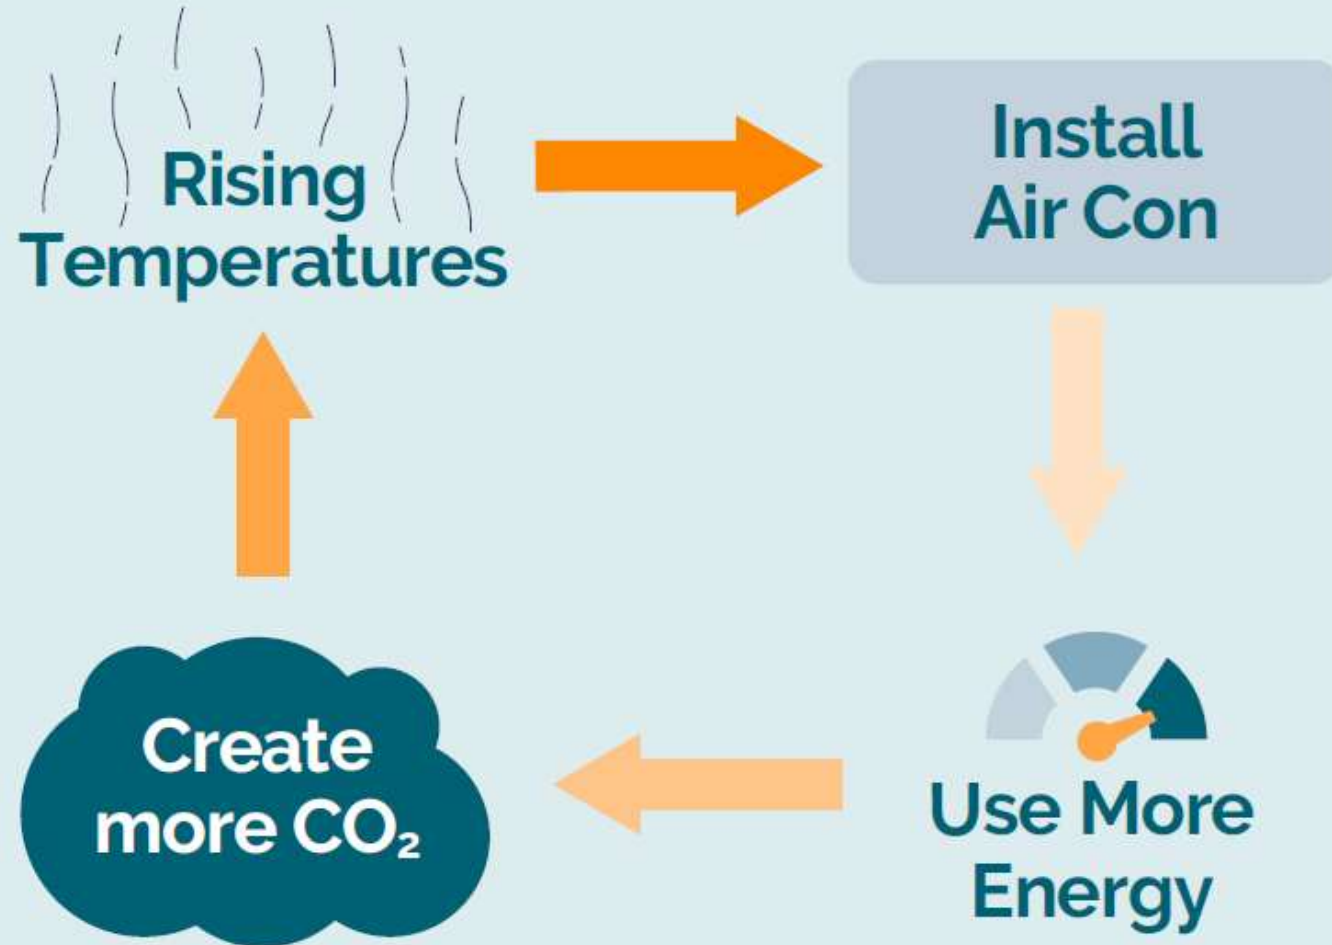 Rising
Temperatures
Install
Air Con
Use More
Energy
Create
more CO₂